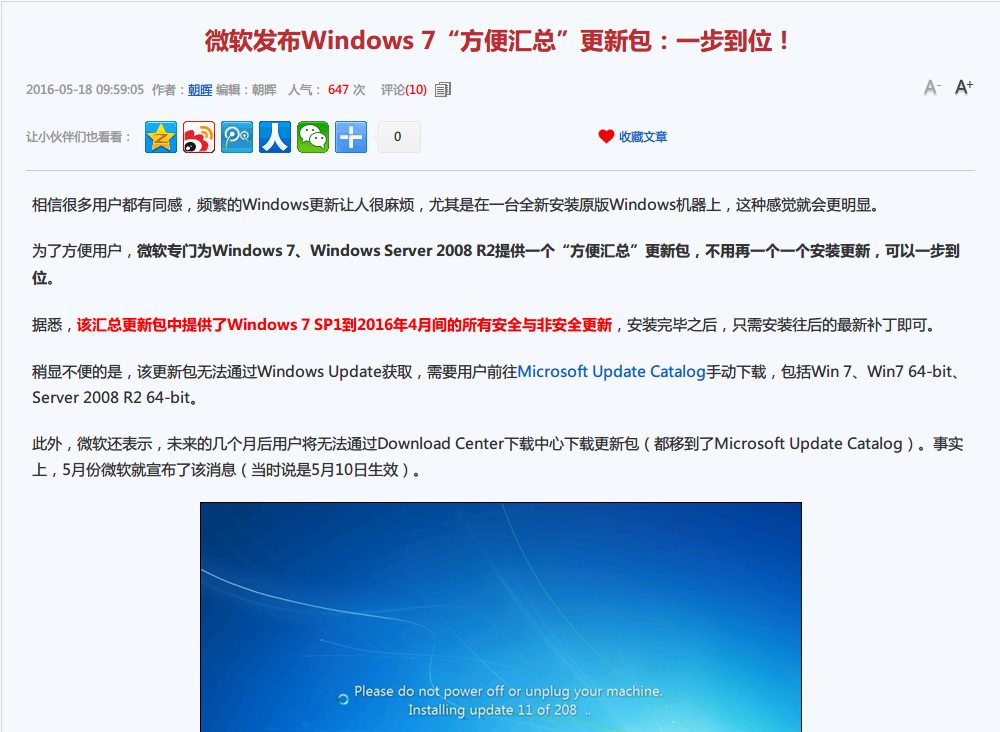 微软发布Windows 7“方便汇总”更新包：一步到位！
2016-05-18 09:59:05 作者：朝晖 编辑：朝晖 人气： 647 次 评论(10)
A- A+
让小伙伴们也看看： 0 收藏文章
相信很多用户都有同感，频繁的Windows更新让人很麻烦，尤其是在一台全新安装原版Windows机器上，这种感觉就会更明显。
为了方便用户，微软专门为Windows 7、Windows Server 2008 R2提供一个“方便汇总”更新包，不用再一个一个安装更新，可以一步到
位。
据悉，该汇总更新包中提供了Windows 7 SP1到2016年4月间的所有安全与非安全更新，安装完毕之后，只需安装往后的最新补丁即可。
稍显不便的是，该更新包无法通过Windows Update获取，需要用户前往Microsoft Update Catalog手动下载，包括Win 7、Win7 64-bit、
Server 2008 R2 64-bit。
此外，微软还表示，未来的几个月后用户将无法通过Download Center下载中心下载更新包（都移到了Microsoft Update Catalog）。事实
上，5月份微软就宣布了该消息（当时说是5月10日生效）。
Please do not power off or unplug your machine.
Installing update 11 of 208 ..